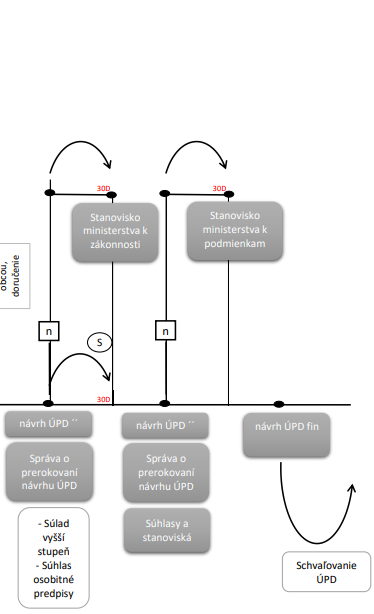 30D
30D
Stanovisko
ministerstva k
zákonnosti
Stanovisko
ministerstva k
podmienkam
obcou,
doručenie
n
S
n
30D
návrh ÚPD ´´
návrh ÚPD ´´
návrh ÚPD fin
Správa o
prerokovaní
návrhu ÚPD
Správa o
prerokovaní
návrhu ÚPD
- Súlad
vyšší
stupeň
- Súhlas
osobitné
predpisy
Súhlasy a
stanoviská
Schvaľovanie
ÚPD